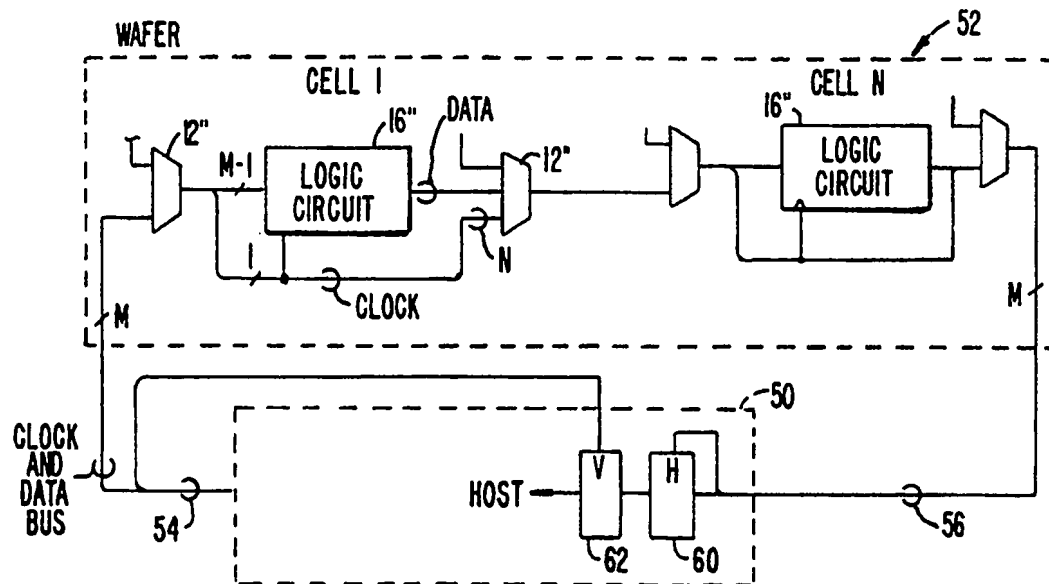 WAFER
52
CELL 1
CELL N
12"
16"
DATA
12"
16"
M-1
LOGIC
CIRCUIT
LOGIC
CIRCUIT
1
N
CLOCK
M
M
50
CLOCK
AND
DATA
BUS
54
HOST
V
H
62
60
56